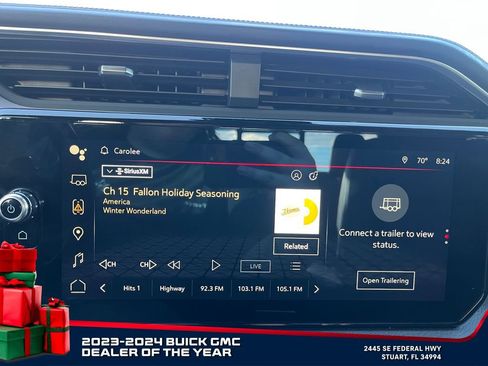 Carolee
70° 8:24
SiriusXM
Ch 15 Fallon Holiday Seasoning
America
Winter Wonderland
Related
Connect a trailer to view
status.
Open Trailering
CH CH LIVE
Hits 1 Highway 92.3 FM 103.1 FM 105.1 FM
2023-2024 BUICK GMC
DEALER OF THE YEAR
2445 SE FEDERAL HWY
STUART, FL 34994